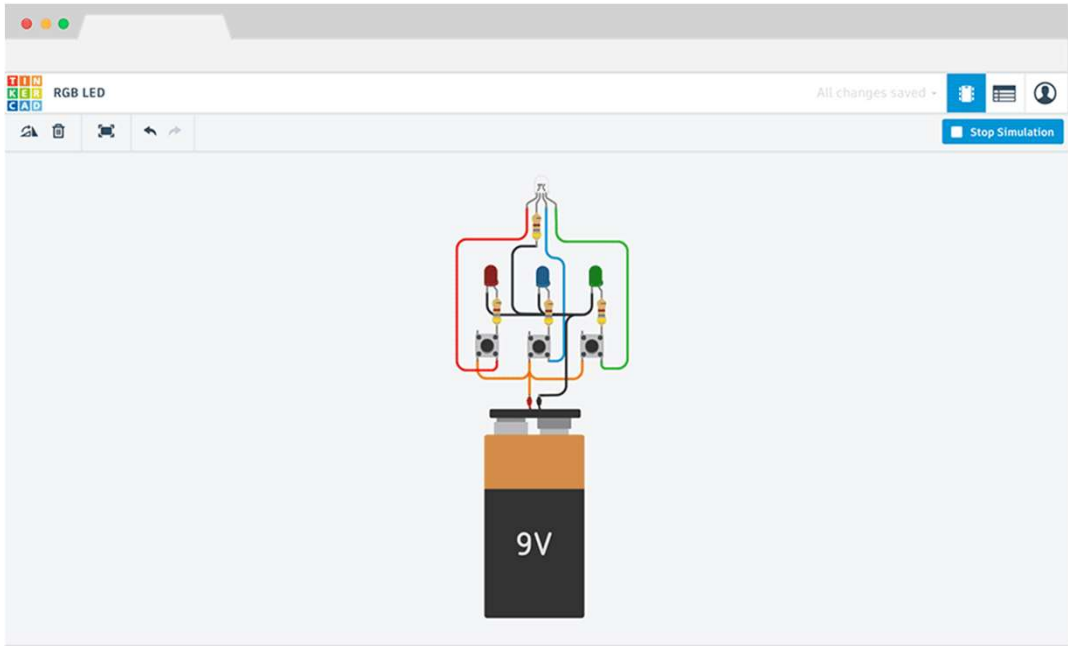 TIN
KER
CAD
RGB LED
All changes saved
Stop Simulation
9V